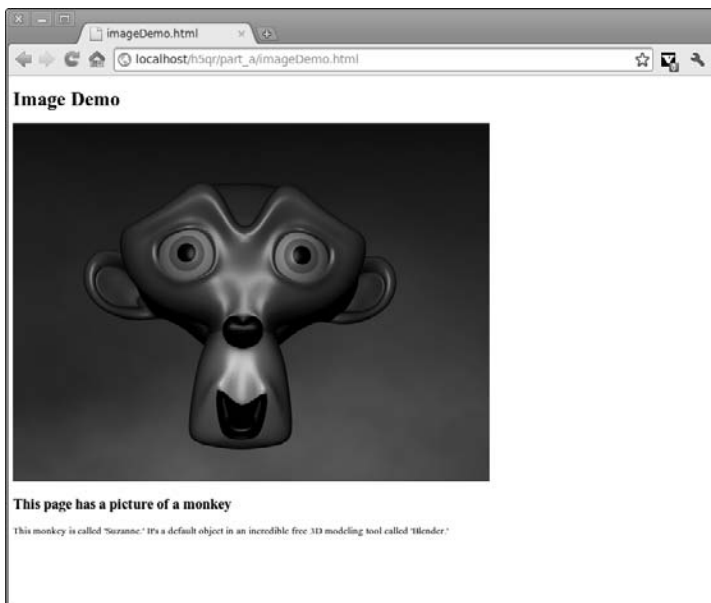 imageDemo.html
localhost/h5qr/part_a/imageDemo.html
Image Demo
This page has a picture of a monkey
This monkey is called "Suzanne." It's a default object in an incredible free 3D modeling tool called "Blender."